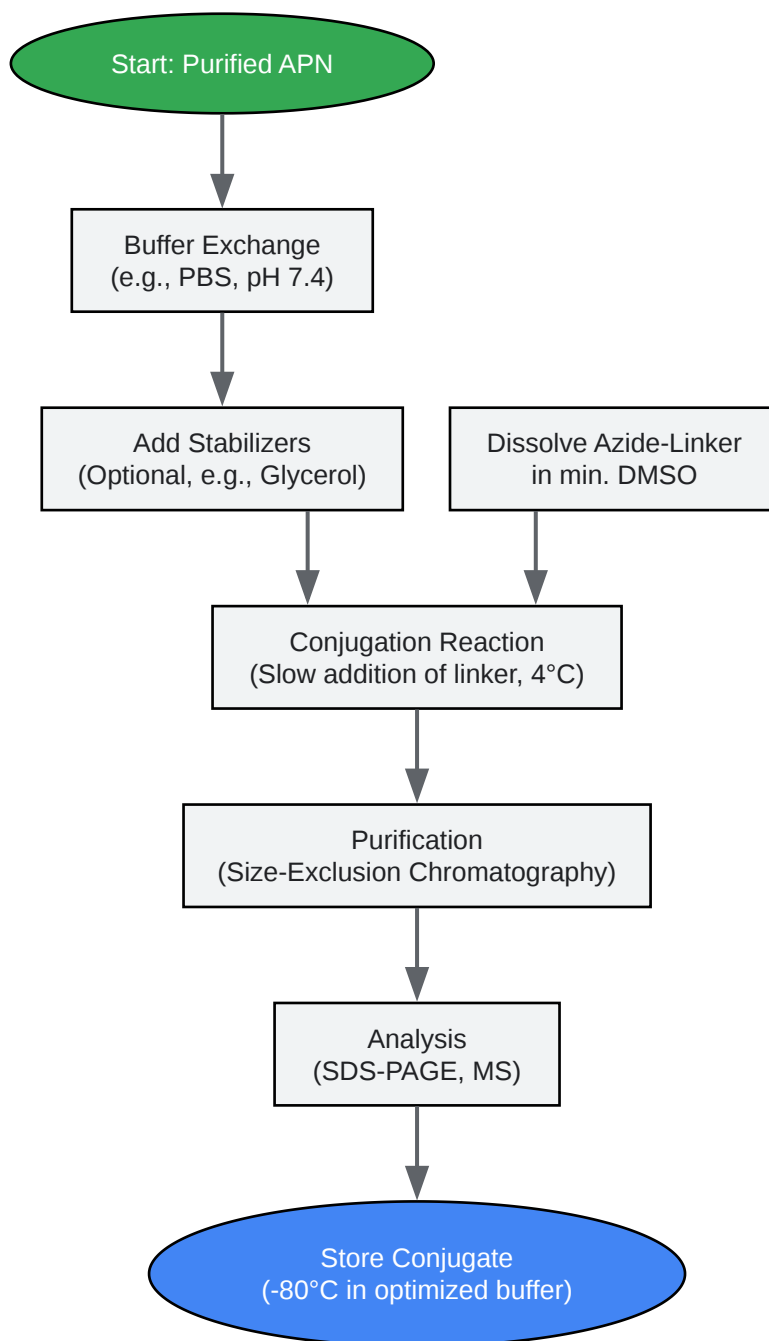 Start: Purified APN
Buffer Exchange
(e.g., PBS, pH 7.4)
Add Stabilizers
(Optional, e.g., Glycerol)
Dissolve Azide-Linker
in min. DMSO
Conjugation Reaction
(Slow addition of linker, 4°C)
Purification
(Size-Exclusion Chromatography)
Analysis
(SDS-PAGE, MS)
Store Conjugate
(-80°C in optimized buffer)